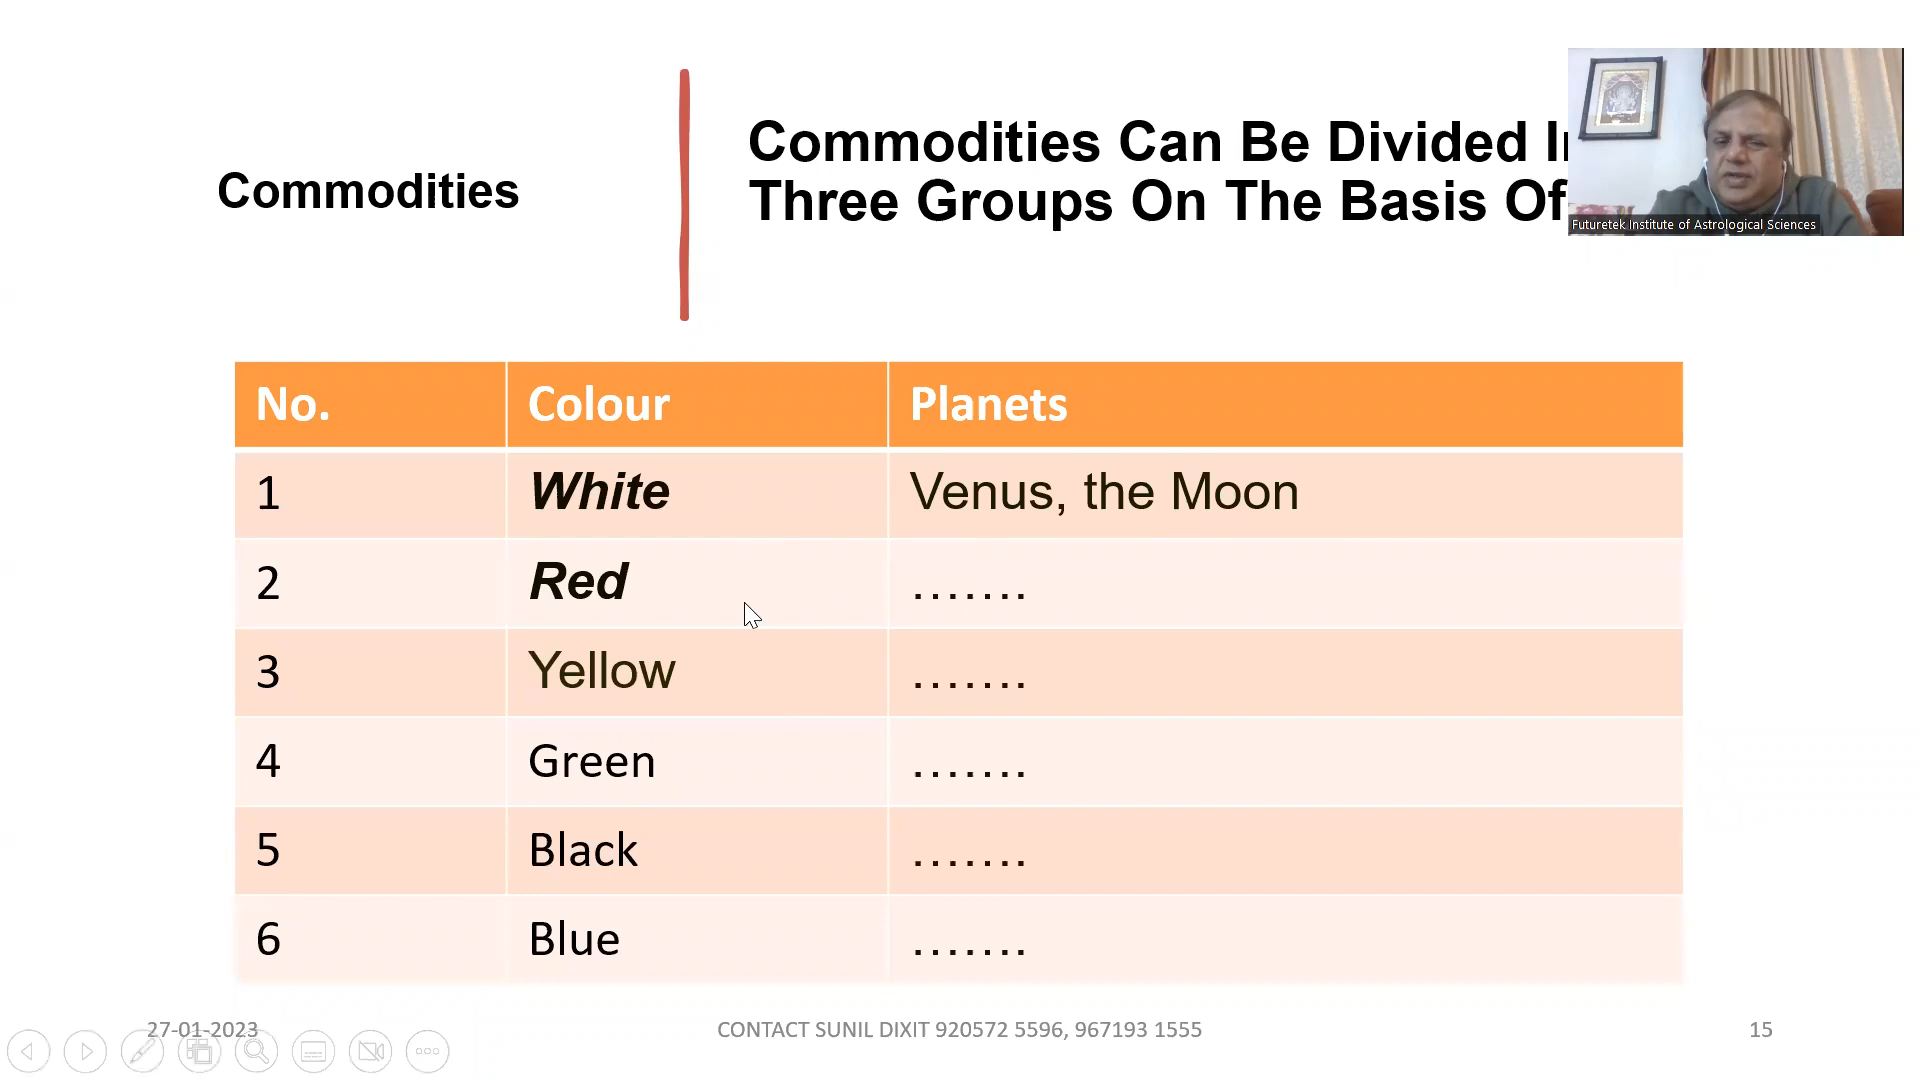 Commodities
Commodities Can Be Divided
Three Groups On The Basis Of
Futuretek Institute of Astrological Sciences
No. Colour Planets
1 White Venus, the Moon
2 Red .......
3 Yellow .......
4 Green .......
5 Black .......
6 Blue .......
27-01-2023 CONTACT SUNIL DIXIT 920572 5596, 967193 1555 15